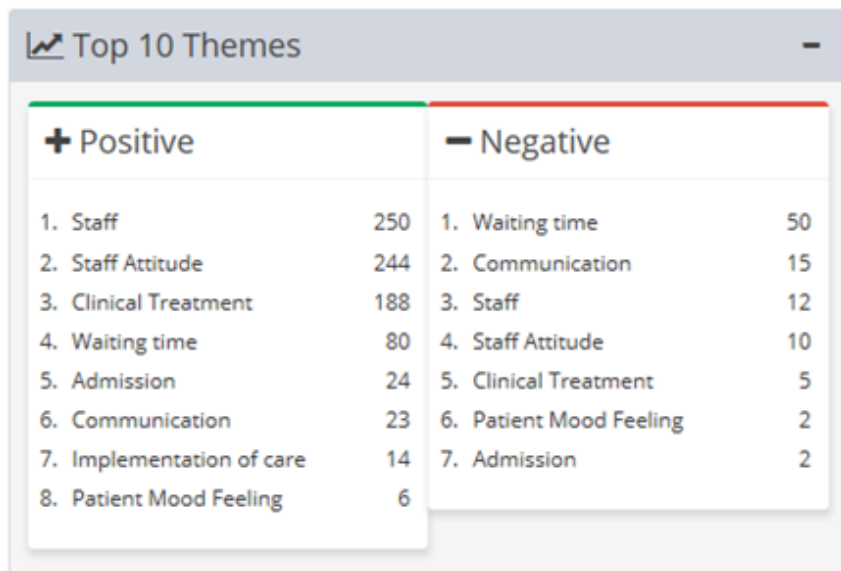 Top 10 Themes
+ Positive
1. Staff 250
2. Staff Attitude 244
3. Clinical Treatment 188
4. Waiting time 80
5. Admission 24
6. Communication 23
7. Implementation of care 14
8. Patient Mood Feeling 6
− Negative
1. Waiting time 50
2. Communication 15
3. Staff 12
4. Staff Attitude 10
5. Clinical Treatment 5
6. Patient Mood Feeling 2
7. Admission 2